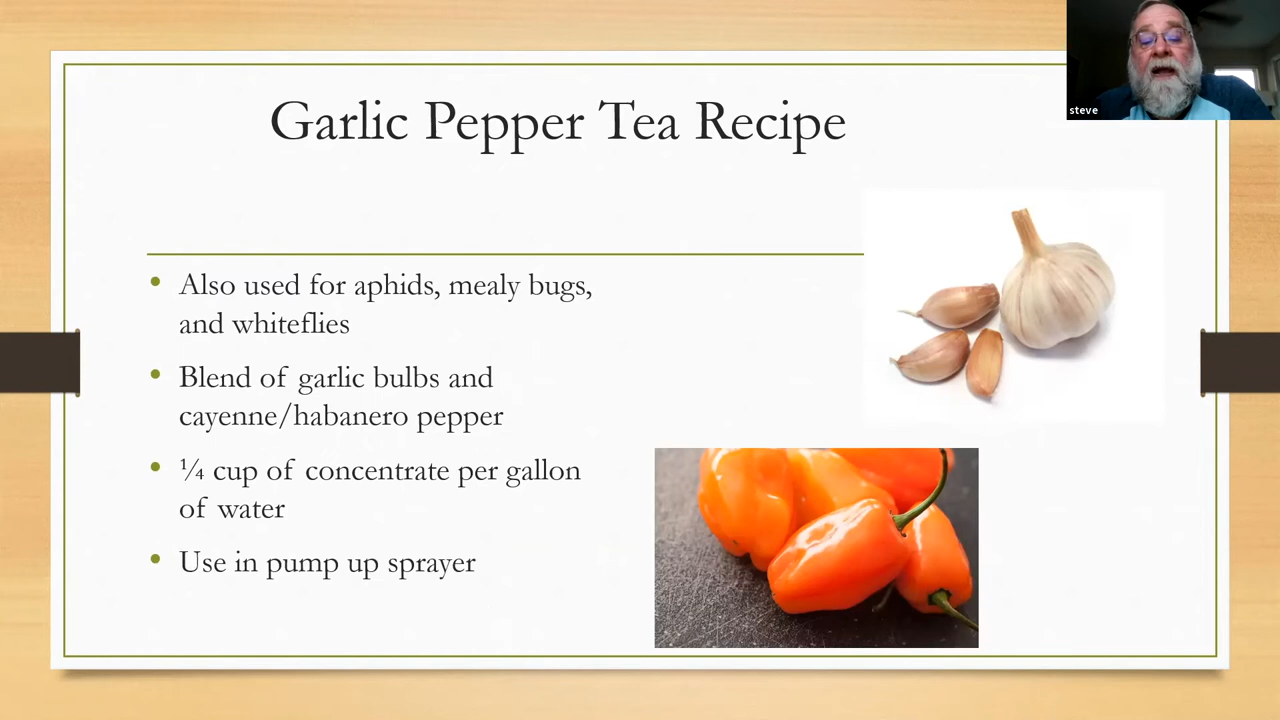 steve
Garlic Pepper Tea Recipe
• Also used for aphids, mealy bugs,
and whiteflies
• Blend of garlic bulbs and
cayenne/habanero pepper
• ¼ cup of concentrate per gallon
of water
• Use in pump up sprayer